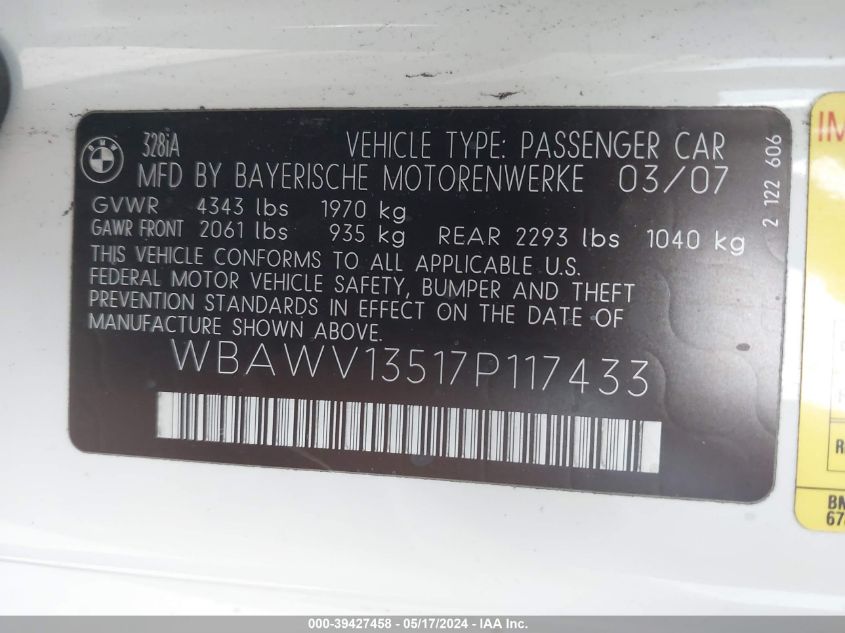 BMW
328iA VEHICLE TYPE: PASSENGER CAR
MFD BY BAYERISCHE MOTORENWERKE 03/07
GVWR 4343 lbs 1970 kg
GAWR FRONT 2061 lbs 935 kg REAR 2293 lbs 1040 kg
THIS VEHICLE CONFORMS TO ALL APPLICABLE U.S.
FEDERAL MOTOR VEHICLE SAFETY, BUMPER AND THEFT
PREVENTION STANDARDS IN EFFECT ON THE DATE OF
MANUFACTURE SHOWN ABOVE.
WBAWV13517P117433
2 122 606
IM
BM
000-39427458 - 05/17/2024 - IAA Inc.